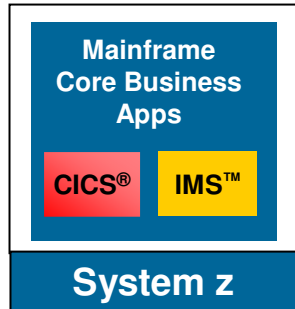 Mainframe
Core Business
Apps
CICS® IMS™
System z